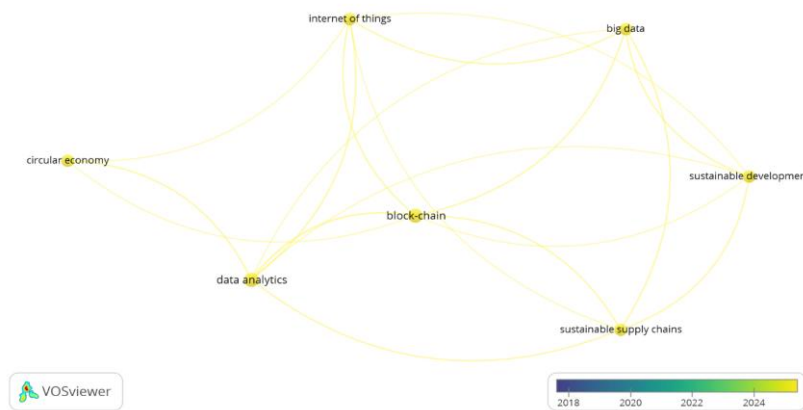 internet of things
big data
circular economy
sustainable developmen
block-chain
data analytics
sustainable supply chains
VOSviewer
2018 2020 2022 2024